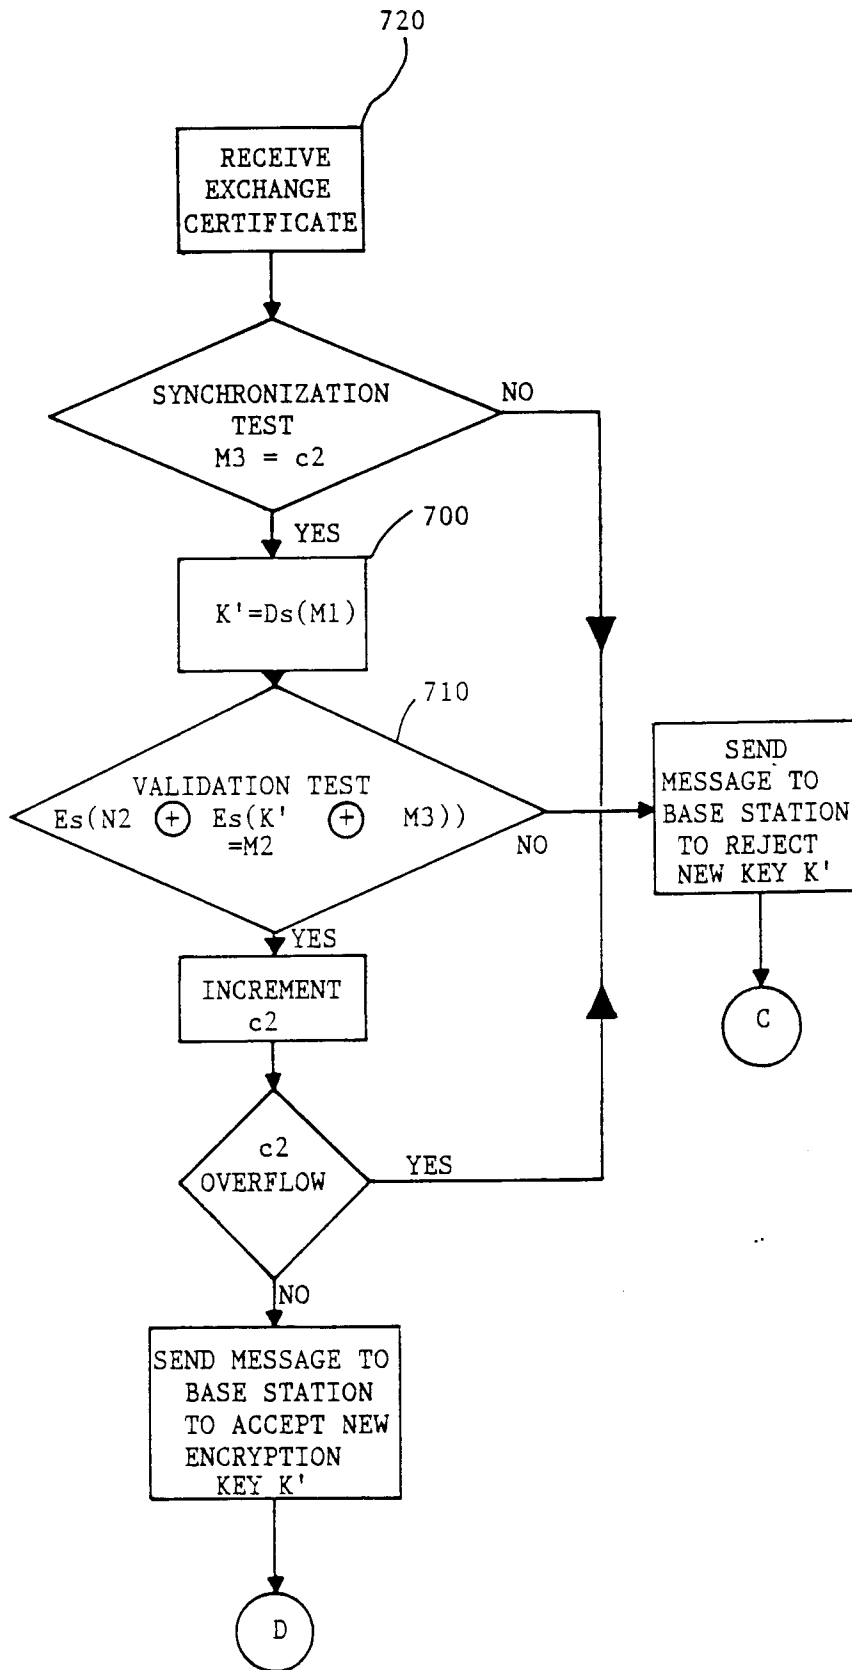 720
RECEIVE
EXCHANGE
CERTIFICATE
SYNCHRONIZATION
TEST
M3 = c2
NO
YES
700
K'=Ds(M1)
710
VALIDATION TEST
Es(N2 ⊕ Es(K' ⊕ M3))
=M2
NO
SEND
MESSAGE TO
BASE STATION
TO REJECT
NEW KEY K'
YES
INCREMENT
c2
C
c2
OVERFLOW
YES
NO
SEND MESSAGE TO
BASE STATION
TO ACCEPT NEW
ENCRYPTION
KEY K'
D